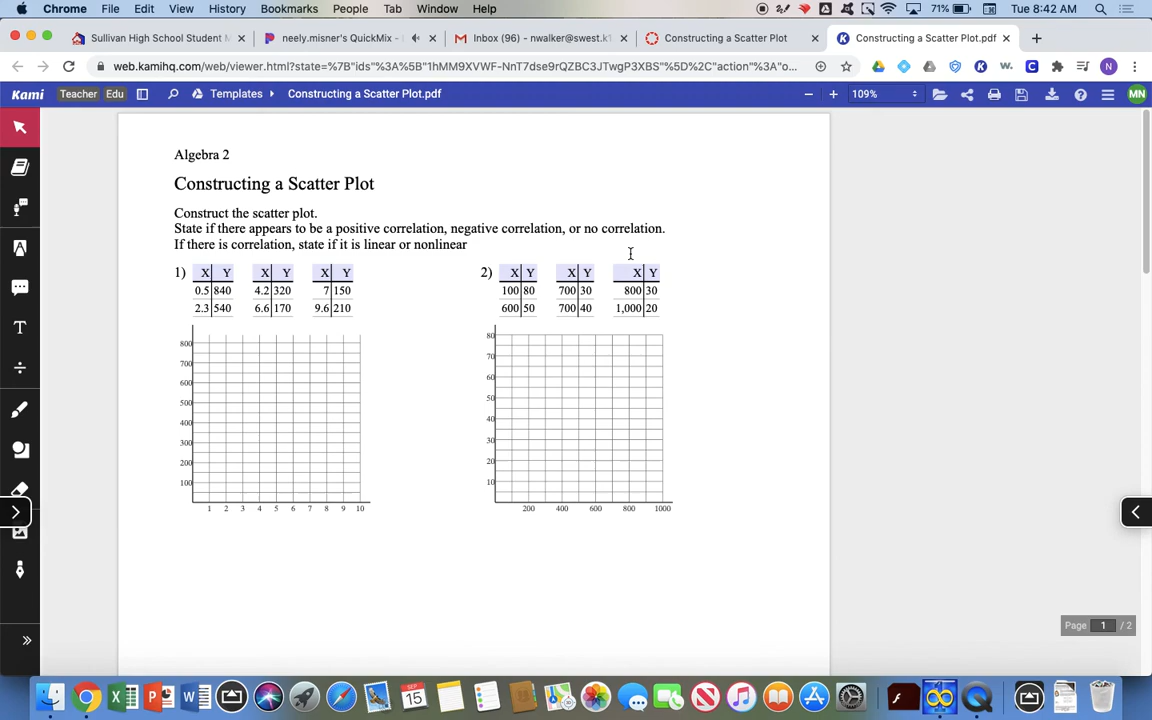 Chrome File Edit View History Bookmarks People Tab Window Help 71% Tue 8:42 AM
Sullivan High School Student M neely.misner's QuickMix - Inbox (96) - nwalker@swest.k1 Constructing a Scatter Plot Constructing a Scatter Plot.pdf
web.kamihq.com/web/viewer.html?state=%7B"ids"%3A%5B"1hMM9XVWF-NnT7dse9rQZBC3JTwgP3XBS"%5D%2C"action"%3A"o...
Kami Teacher Edu Templates Constructing a Scatter Plot.pdf 109% MN
Algebra 2
Constructing a Scatter Plot
Construct the scatter plot.
State if there appears to be a positive correlation, negative correlation, or no correlation.
If there is correlation, state if it is linear or nonlinear
1) X Y X Y X Y
0.5 840 4.2 320 7 150
2.3 540 6.6 170 9.6 210
800
700
600
500
400
300
200
100
1 2 3 4 5 6 7 8 9 10
2) X Y X Y X Y
100 80 700 30 800 30
600 50 700 40 1,000 20
80
70
60
50
40
30
20
10
200 400 600 800 1000
Page 1 / 2